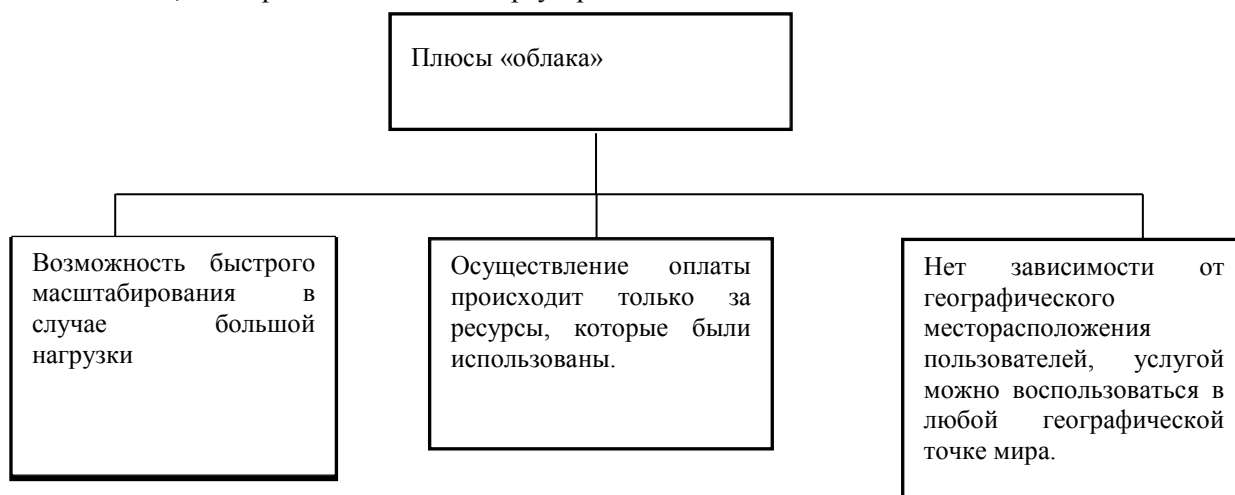 Плюсы «облака»
Возможность быстрого
масштабирования в
случае большой
нагрузки
Осуществление оплаты
происходит только за
ресурсы, которые были
использованы.
Нет зависимости от
географического
месторасположения
пользователей, услугой
можно воспользоваться в
любой географической
точке мира.